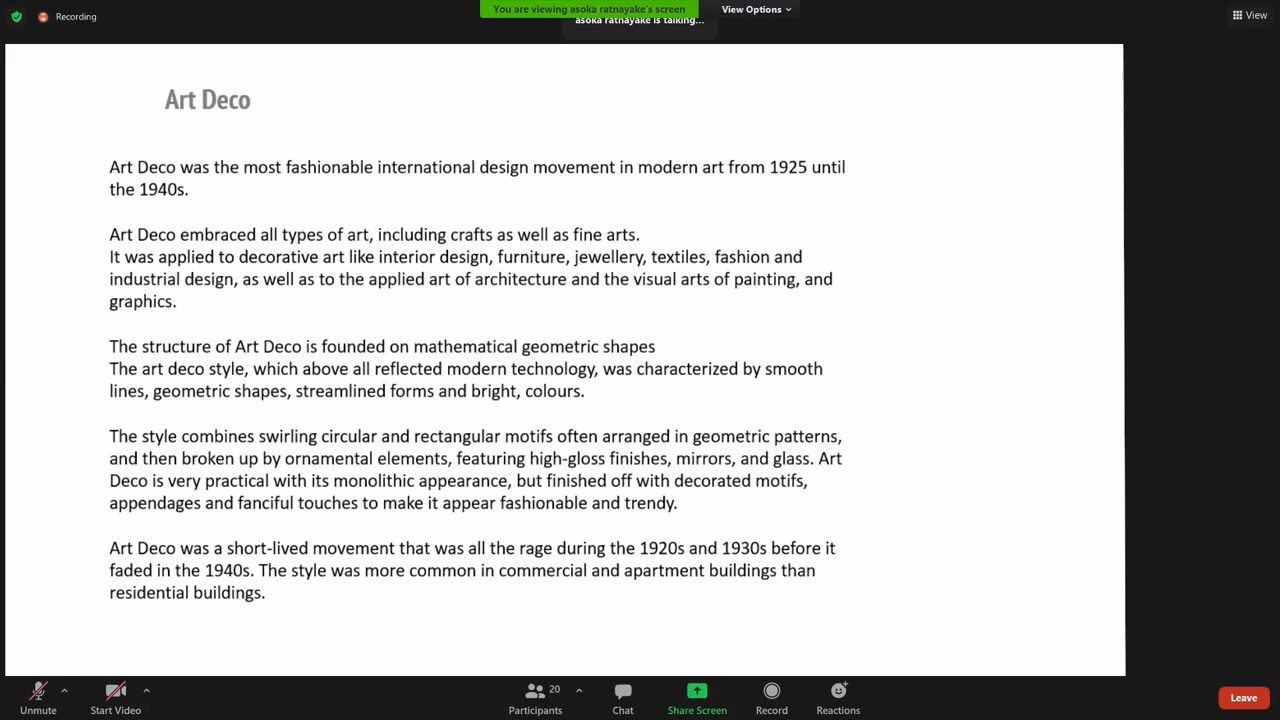 You are viewing asoka ratnayake's screen
View Options
Recording
asoka ratnayake is talking...
View
Art Deco
Art Deco was the most fashionable international design movement in modern art from 1925 until
the 1940s.
Art Deco embraced all types of art, including crafts as well as fine arts.
It was applied to decorative art like interior design, furniture, jewellery, textiles, fashion and
industrial design, as well as to the applied art of architecture and the visual arts of painting, and
graphics.
The structure of Art Deco is founded on mathematical geometric shapes
The art deco style, which above all reflected modern technology, was characterized by smooth
lines, geometric shapes, streamlined forms and bright, colours.
The style combines swirling circular and rectangular motifs often arranged in geometric patterns,
and then broken up by ornamental elements, featuring high-gloss finishes, mirrors, and glass. Art
Deco is very practical with its monolithic appearance, but finished off with decorated motifs,
appendages and fanciful touches to make it appear fashionable and trendy.
Art Deco was a short-lived movement that was all the rage during the 1920s and 1930s before it
faded in the 1940s. The style was more common in commercial and apartment buildings than
residential buildings.
Unmute
Start Video
20
Participants
Chat
Share Screen
Record
Reactions
Leave